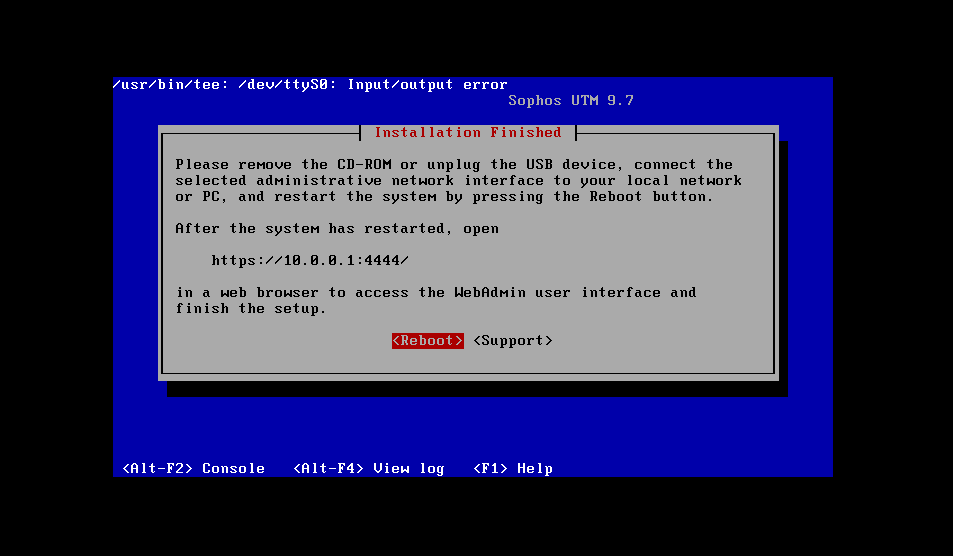 /usr/bin/tee: /dev/ttyS0: Input/output error
Sophos UTM 9.7
Installation Finished
Please remove the CD-ROM or unplug the USB device, connect the
selected administrative network interface to your local network
or PC, and restart the system by pressing the Reboot button.
After the system has restarted, open
https://10.0.0.1:4444/
in a web browser to access the WebAdmin user interface and
finish the setup.
<Reboot> <Support>
<Alt-F2> Console <Alt-F4> View log <F1> Help